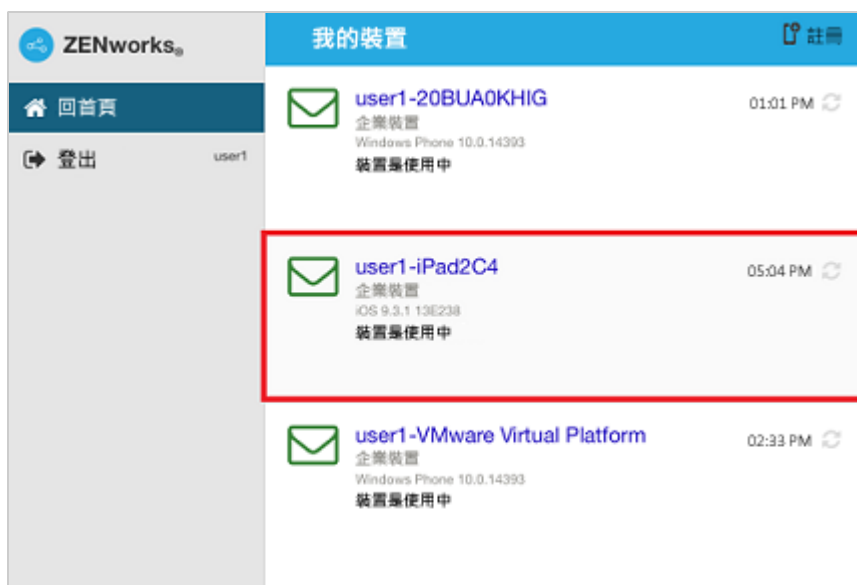 ZENworks®
我的裝置
註冊
回首頁
登出
user1
user1-20BUA0KHIG
01:01 PM
企業裝置
Windows Phone 10.0.14393
裝置是使用中
user1-iPad2C4
05:04 PM
企業裝置
iOS 9.3.1 13E238
裝置是使用中
user1-VMware Virtual Platform
02:33 PM
企業裝置
Windows Phone 10.0.14393
裝置是使用中